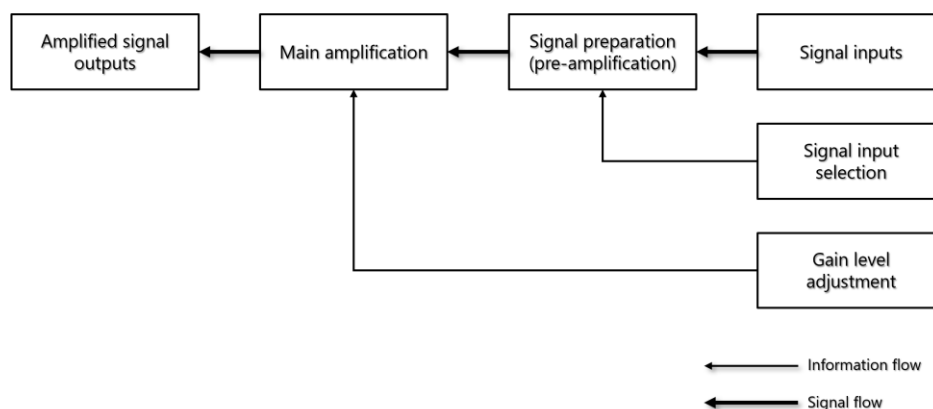 Amplified signal
outputs
Main amplification
Signal preparation
(pre-amplification)
Signal inputs
Signal input
selection
Gain level
adjustment
Information flow
Signal flow